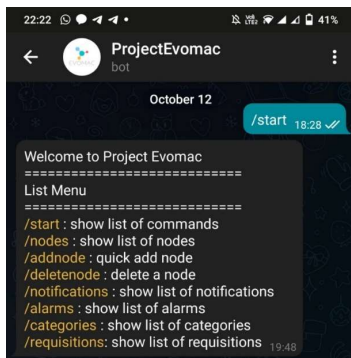 22:22 41%
ProjectEvomac
bot
October 12
/start 18:28
Welcome to Project Evomac
===========================
List Menu
===========================
/start : show list of commands
/nodes : show list of nodes
/addnode : quick add node
/deletenode : delete a node
/notifications : show list of notifications
/alarms : show list of alarms
/categories : show list of categories
/requisitions: show list of requisitions 19:48